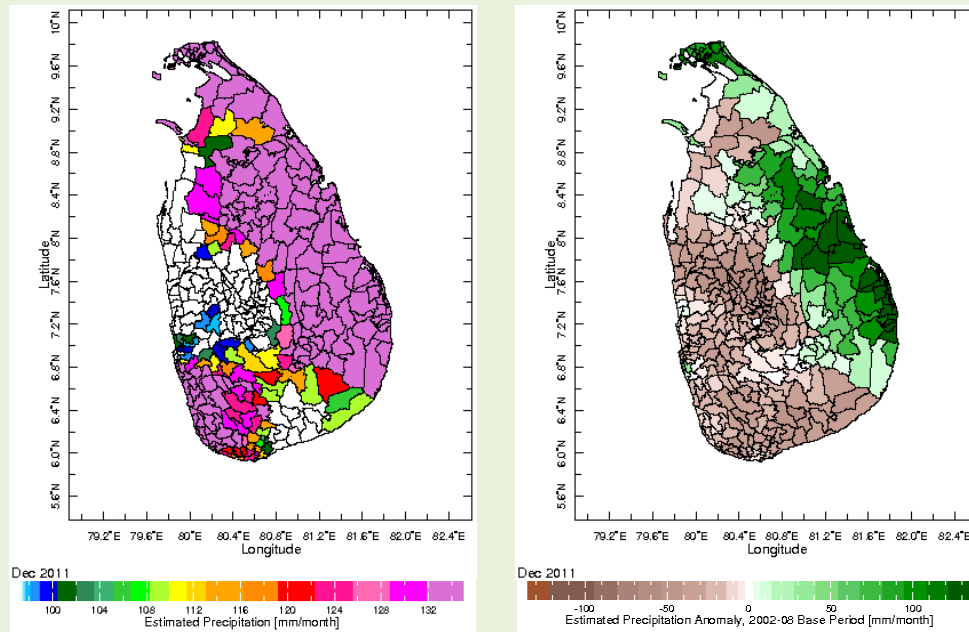 10°N
9.6°N
9.2°N
8.8°N
8.4°N
8.0°N
7.6°N
7.2°N
6.8°N
6.4°N
6.0°N
5.6°N
Latitude
79.2°E 79.6°E 80°E 80.4°E 80.8°E 81.2°E 81.6°E 82.0°E 82.4°E
Longitude
Dec 2011
100 104 108 112 116 120 124 128 132
Estimated Precipitation [mm/month]
10°N
9.6°N
9.2°N
8.8°N
8.4°N
8.0°N
7.6°N
7.2°N
6.8°N
6.4°N
6.0°N
5.6°N
Latitude
79.2°E 79.6°E 80°E 80.4°E 80.8°E 81.2°E 81.6°E 82.0°E 82.4°E
Longitude
Dec 2011
-100 -50 0 50 100
Estimated Precipitation Anomaly, 2002-08 Base Period [mm/month]